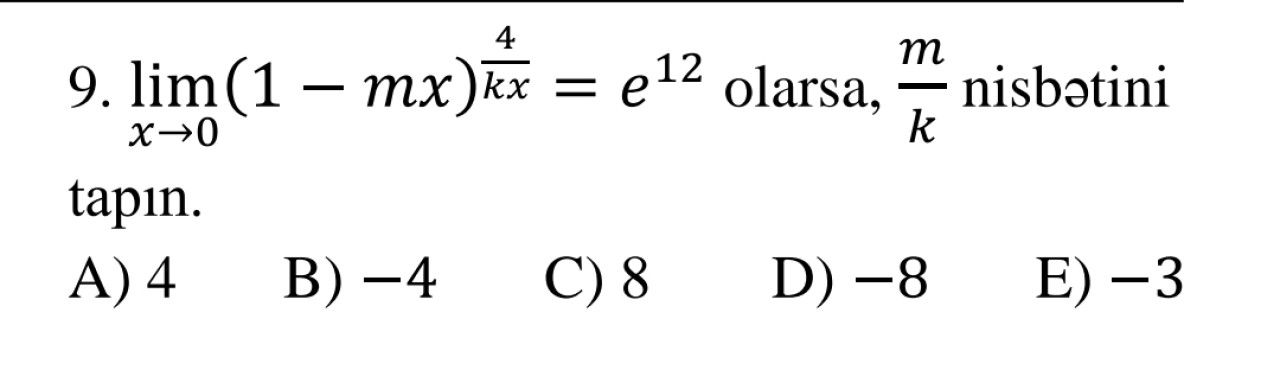 9. lim(1 − mx)^(4/kx) = e^12 olarsa, m/k nisbətini
x→0
tapın.
A) 4 B) −4 C) 8 D) −8 E) −3